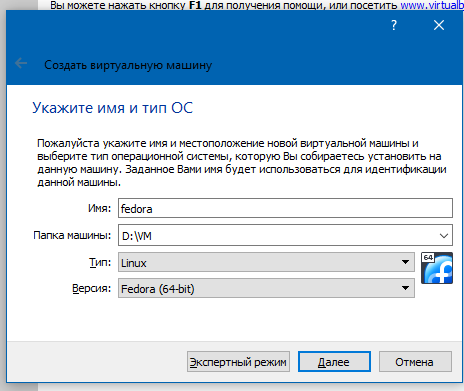 Вы можете нажать кнопку F1 для получения помощи, или посетить www.virtualb
?
Создать виртуальную машину
Укажите имя и тип ОС
Пожалуйста укажите имя и местоположение новой виртуальной машины и
выберите тип операционной системы, которую Вы собираетесь установить на
данную машину. Заданное Вами имя будет использоваться для идентификации
данной машины.
Имя: fedora
Папка машины: D:\VM
Тип: Linux
64
Версия: Fedora (64-bit)
Экспертный режим Далее Отмена